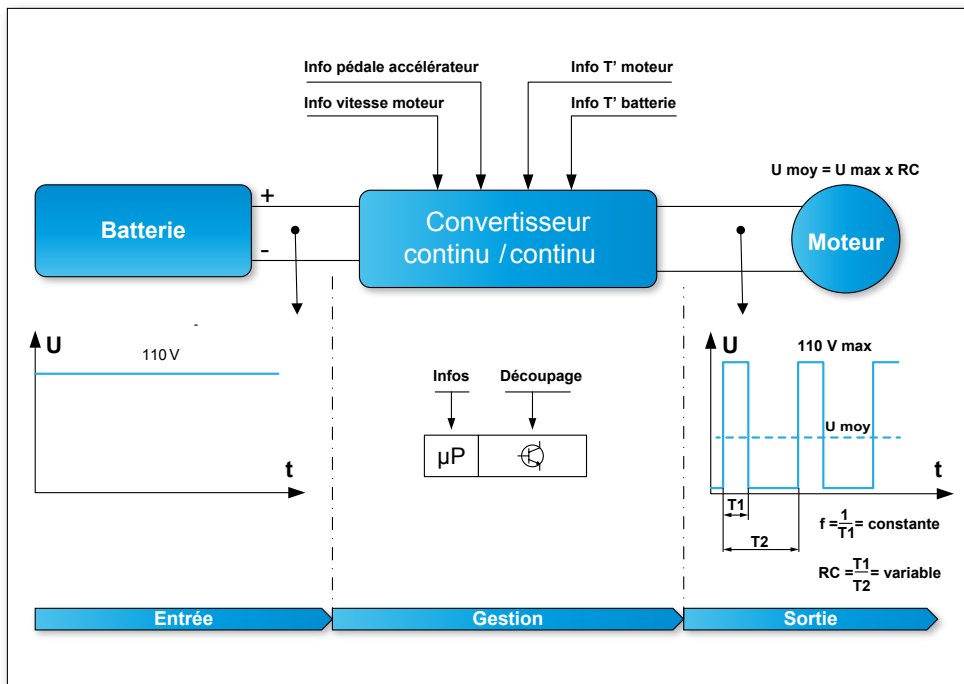 Info pédale accélérateur
Info T' moteur
Info vitesse moteur
Info T' batterie
U moy = U max x RC
Batterie
+
-
Convertisseur
continu / continu
Moteur
-
U
110 V
t
Infos
Découpage
µP
U
110 V max
U moy
t
T1
T2
f = 1/T1 = constante
RC = T1/T2 = variable
Entrée
Gestion
Sortie